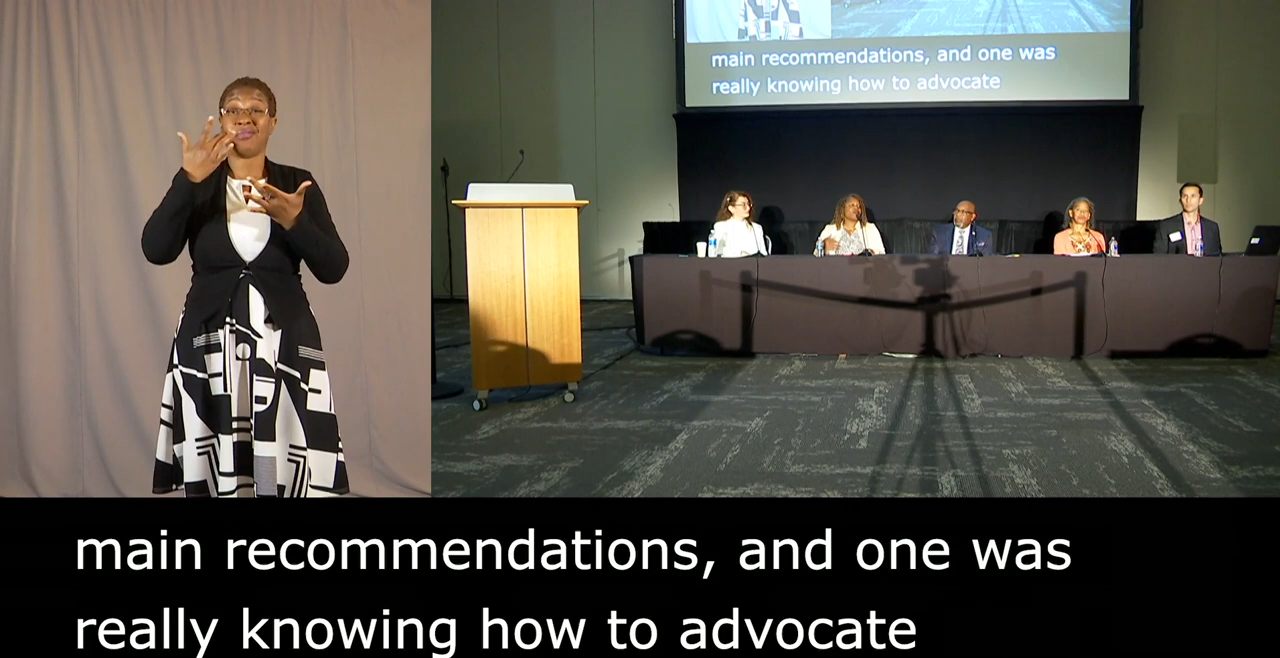 main recommendations, and one was
really knowing how to advocate
main recommendations, and one was
really knowing how to advocate